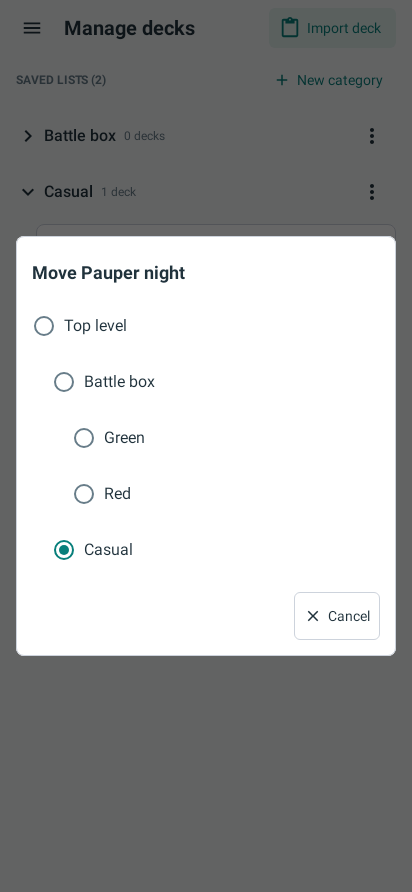 Manage decks
Import deck
SAVED LISTS (2)
New category
Battle box 0 decks
Casual 1 deck
Move Pauper night
Top level
Battle box
Green
Red
Casual
Cancel